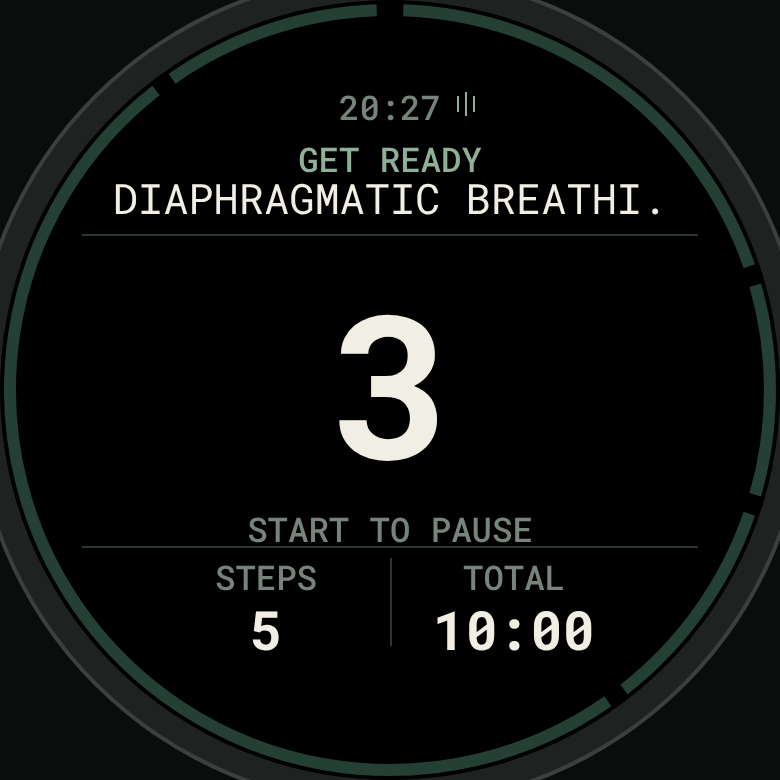 20:27
GET READY
DIAPHRAGMATIC BREATHI.
3
START TO PAUSE
STEPS TOTAL
5 10:00